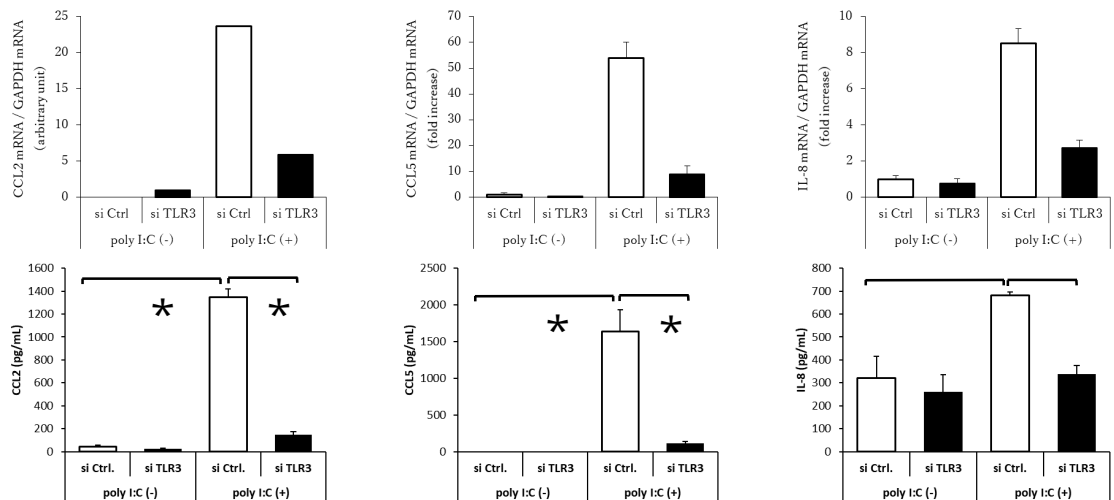 CCL2 mRNA / GAPDH mRNA
(arbitrary unit)
25
20
15
10
5
0
si Ctrl si TLR3 si Ctrl si TLR3
poly I:C (-) poly I:C (+)
CCL5 mRNA / GAPDH mRNA
(fold increase)
70
60
50
40
30
20
10
0
si Ctrl si TLR3 si Ctrl si TLR3
poly I:C (-) poly I:C (+)
IL-8 mRNA / GAPDH mRNA
(fold increase)
10
8
6
4
2
0
si Ctrl si TLR3 si Ctrl si TLR3
poly I:C (-) poly I:C (+)
CCL2 (pg/mL)
1600
1400
1200
1000
800
600
400
200
0
* *
si Ctrl. si TLR3 si Ctrl. si TLR3
poly I:C (-) poly I:C (+)
CCL5 (pg/mL)
2500
2000
1500
1000
500
0
* *
si Ctrl. si TLR3 si Ctrl. si TLR3
poly I:C (-) poly I:C (+)
IL-8 (pg/mL)
800
700
600
500
400
300
200
100
0
si Ctrl. si TLR3 si Ctrl. si TLR3
poly I:C (-) poly I:C (+)